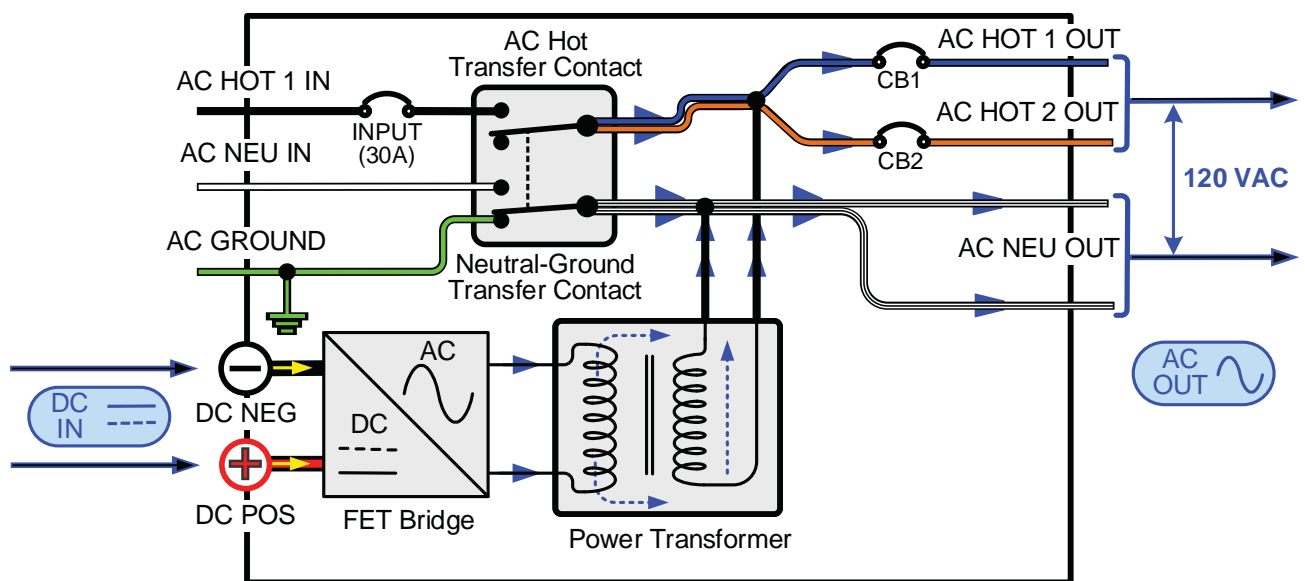 AC Hot
Transfer Contact
AC HOT 1 OUT
AC HOT 1 IN
CB1
INPUT
(30A)
AC HOT 2 OUT
AC NEU IN
CB2
120 VAC
AC GROUND
AC NEU OUT
Neutral-Ground
Transfer Contact
DC NEG
DC
IN
DC POS
AC
DC
FET Bridge
Power Transformer
AC
OUT